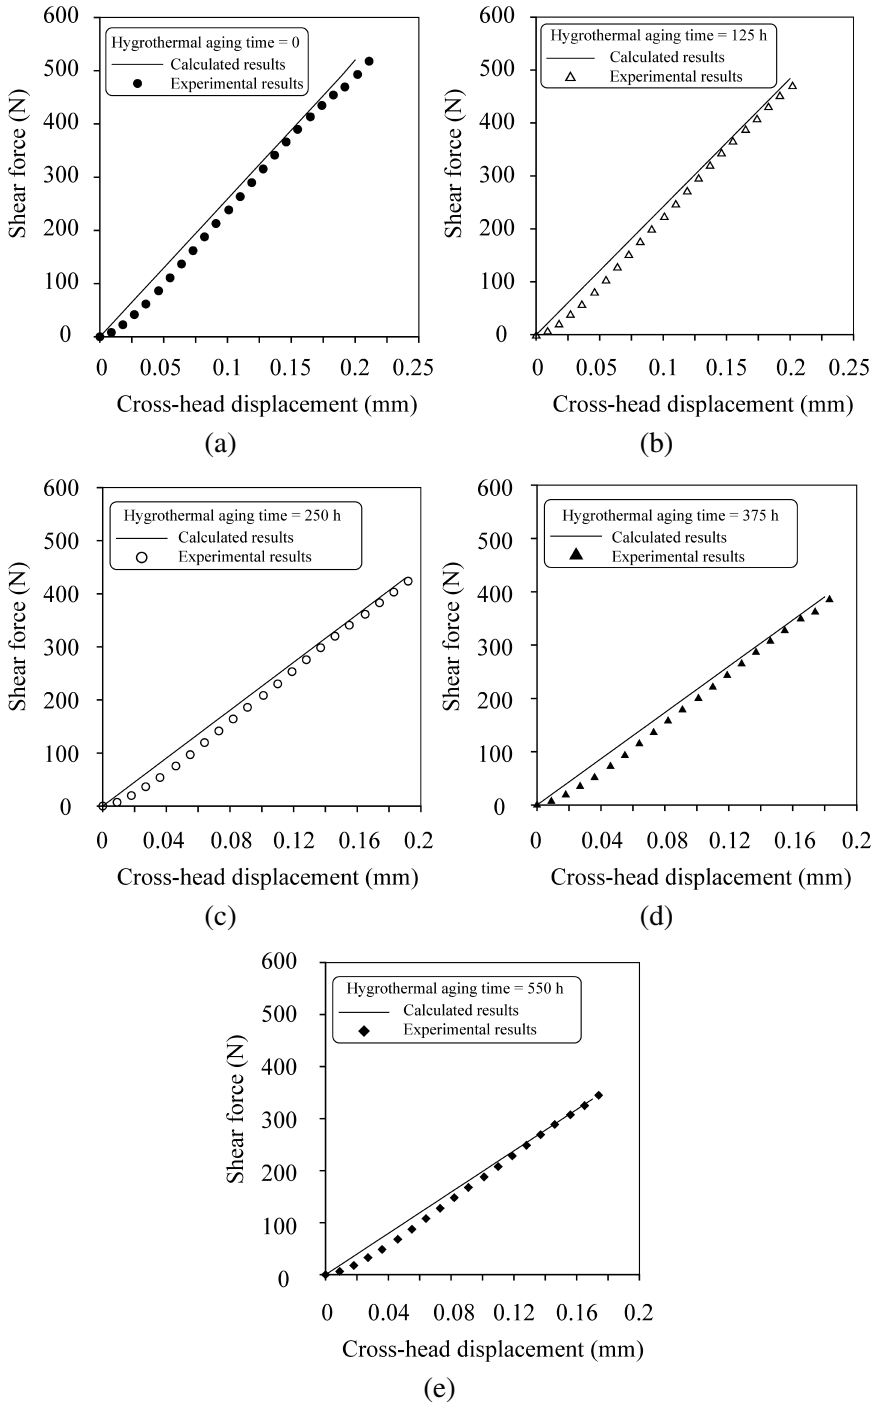 600
500
400
300
200
100
0
Shear force (N)
Hygrothermal aging time = 0
Calculated results
Experimental results
0 0.05 0.1 0.15 0.2 0.25
Cross-head displacement (mm)
(a)
600
500
400
300
200
100
0
Shear force (N)
Hygrothermal aging time = 125 h
Calculated results
Experimental results
0 0.05 0.1 0.15 0.2 0.25
Cross-head displacement (mm)
(b)
600
500
400
300
200
100
0
Shear force (N)
Hygrothermal aging time = 250 h
Calculated results
Experimental results
0 0.04 0.08 0.12 0.16 0.2
Cross-head displacement (mm)
(c)
600
500
400
300
200
100
0
Shear force (N)
Hygrothermal aging time = 375 h
Calculated results
Experimental results
0 0.04 0.08 0.12 0.16 0.2
Cross-head displacement (mm)
(d)
600
500
400
300
200
100
0
Shear force (N)
Hygrothermal aging time = 550 h
Calculated results
Experimental results
0 0.04 0.08 0.12 0.16 0.2
Cross-head displacement (mm)
(e)